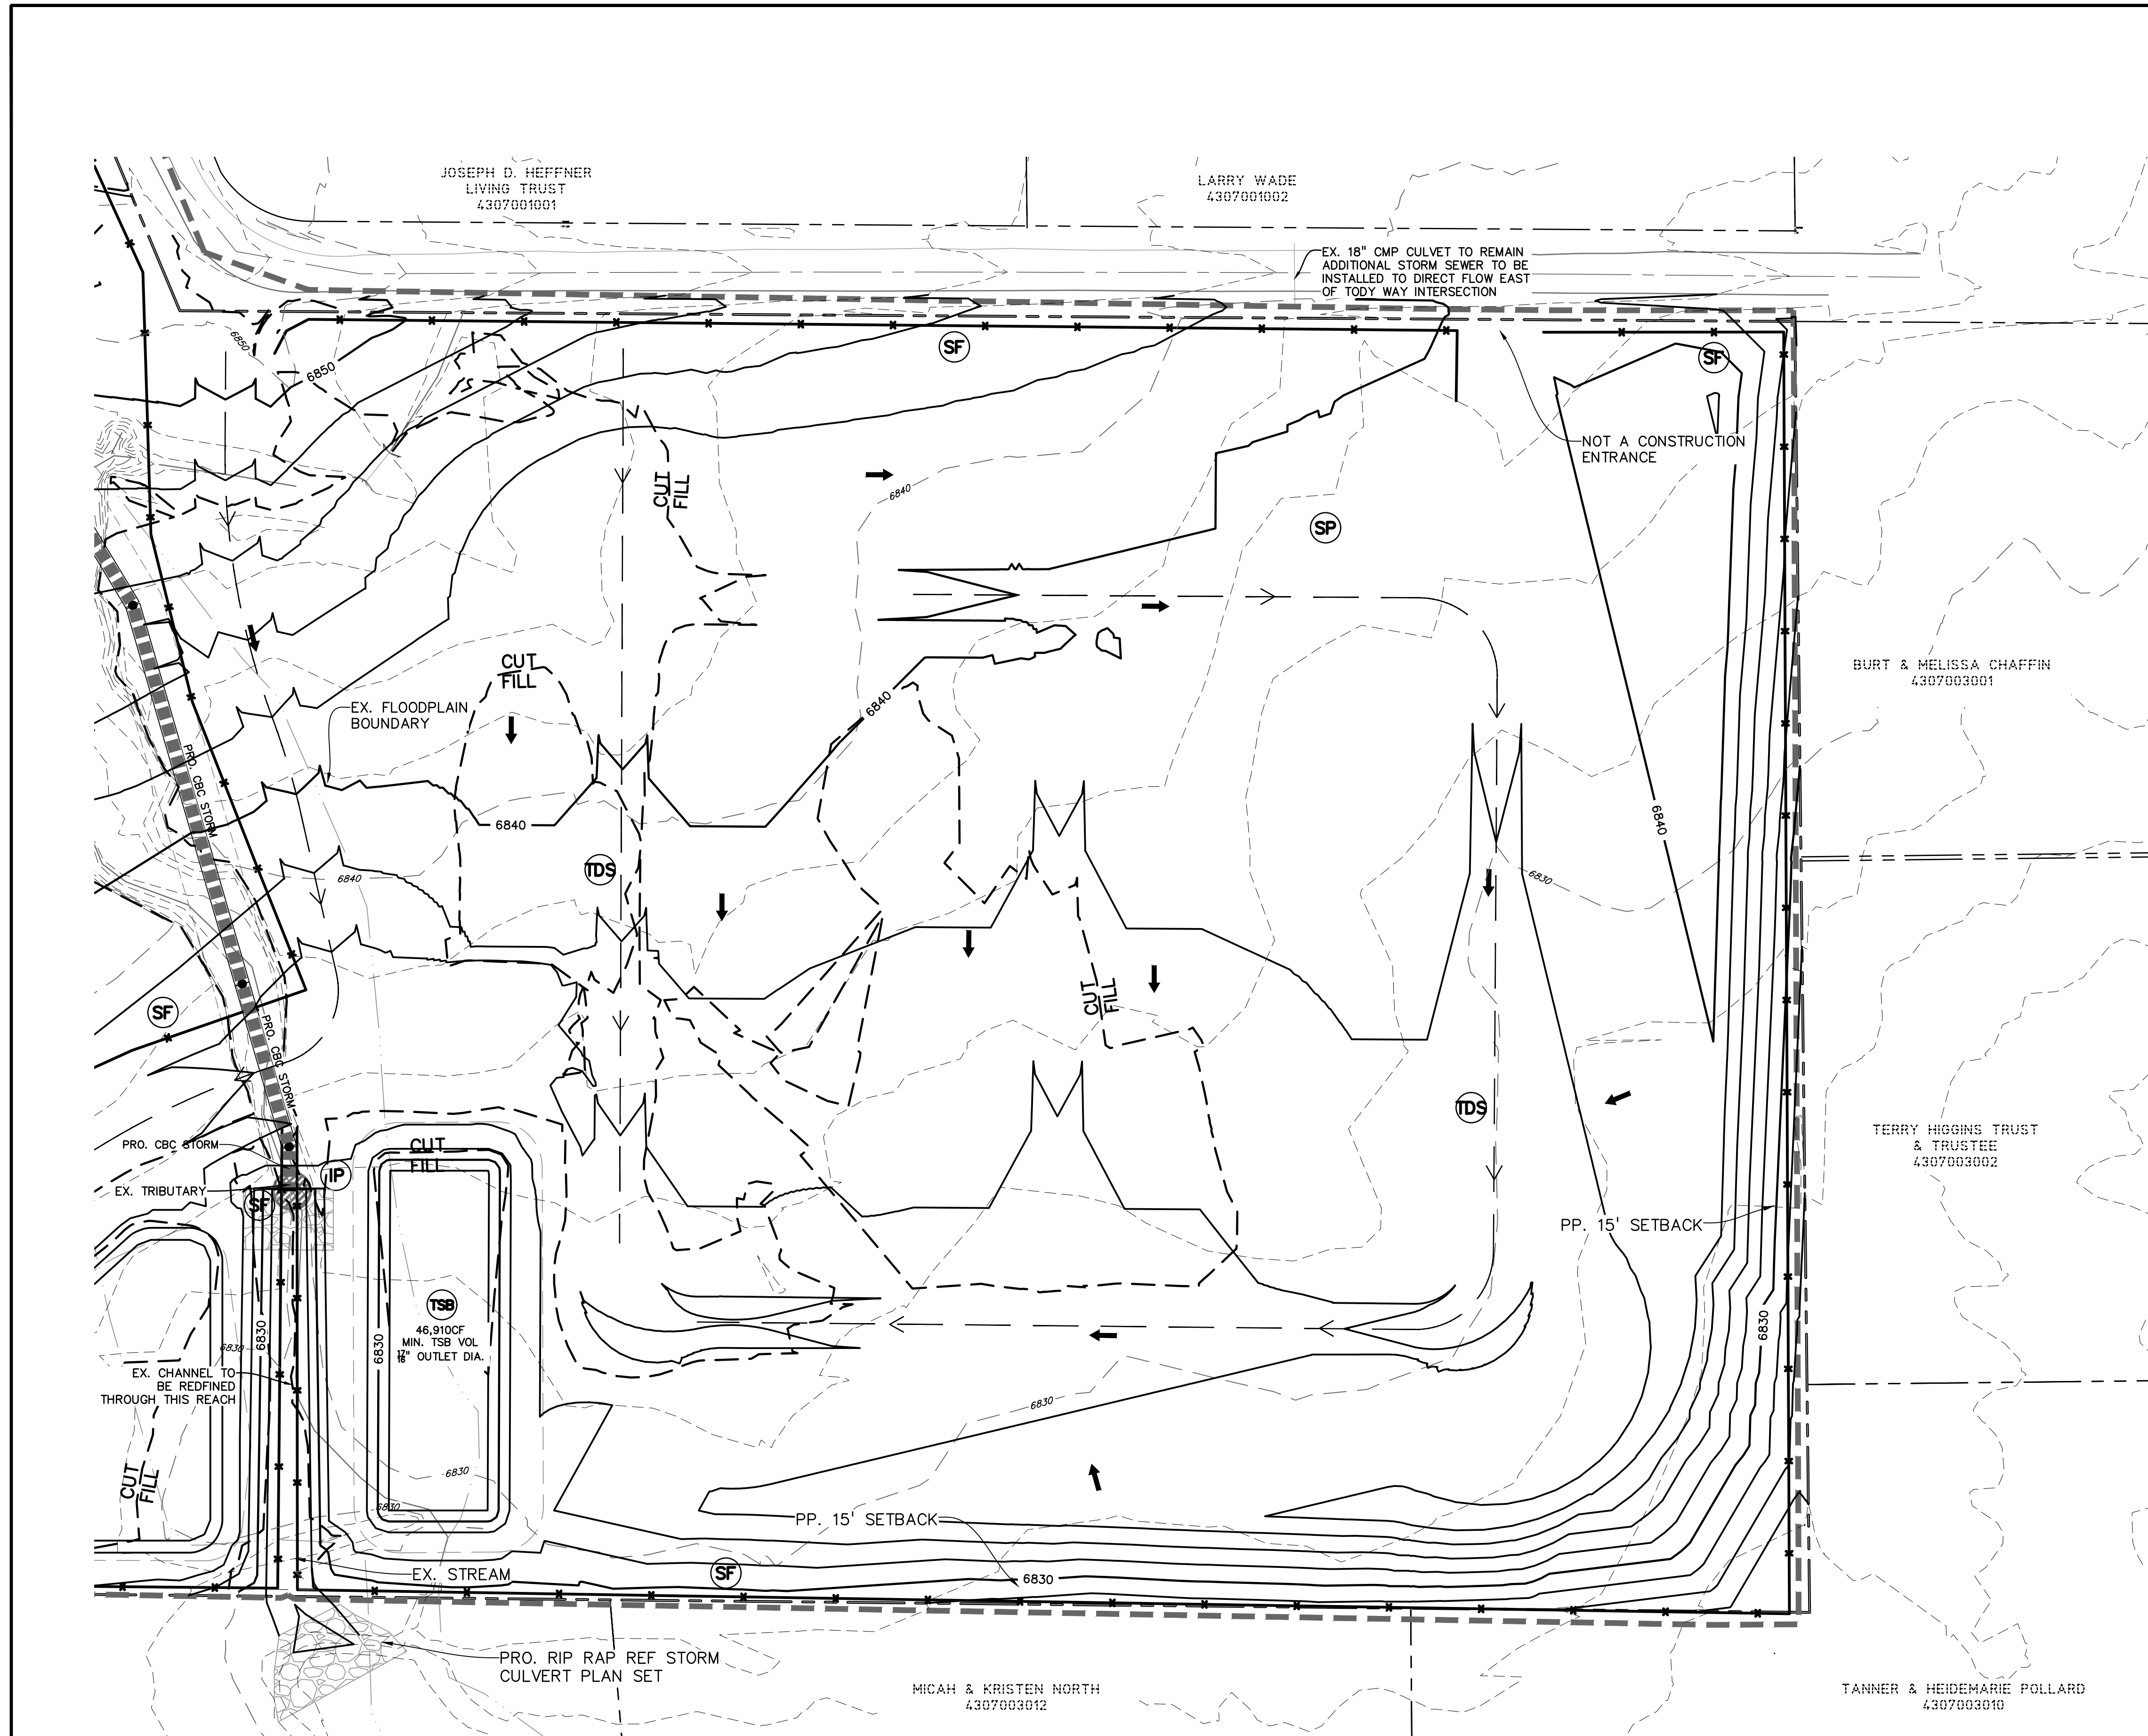 JOSEPH D. HEFFNER
LIVING TRUST
4307001001
LARRY WADE
4307001002
EX. 18" CMP CULVET TO REMAIN
ADDITIONAL STORM SEWER TO BE
INSTALLED TO DIRECT FLOW EAST
OF TODY WAY INTERSECTION
SF
SF
6850
6850
NOT A CONSTRUCTION
ENTRANCE
CUT
FILL
6840
SP
CUT
FILL
BURT & MELISSA CHAFFIN
4307003001
EX. FLOODPLAIN
BOUNDARY
6840
PRO. CBC STORM
6840
6840
TDS
6840
6830
SF
PRO. CBC STORM
CUT
FILL
TDS
TERRY HIGGINS TRUST
& TRUSTEE
4307003002
PRO. CBC STORM
CUT
FILL
IP
EX. TRIBUTARY
SF
PP. 15' SETBACK
TSB
46,910CF
MIN. TSB VOL
17/16" OUTLET DIA.
6830
6830
6830
6830
EX. CHANNEL TO
BE REDFINED
THROUGH THIS REACH
6830
CUT
FILL
6830
6830
PP. 15' SETBACK
SF
EX. STREAM
6830
PRO. RIP RAP REF STORM
CULVERT PLAN SET
MICAH & KRISTEN NORTH
4307003012
TANNER & HEIDEMARIE POLLARD
4307003010